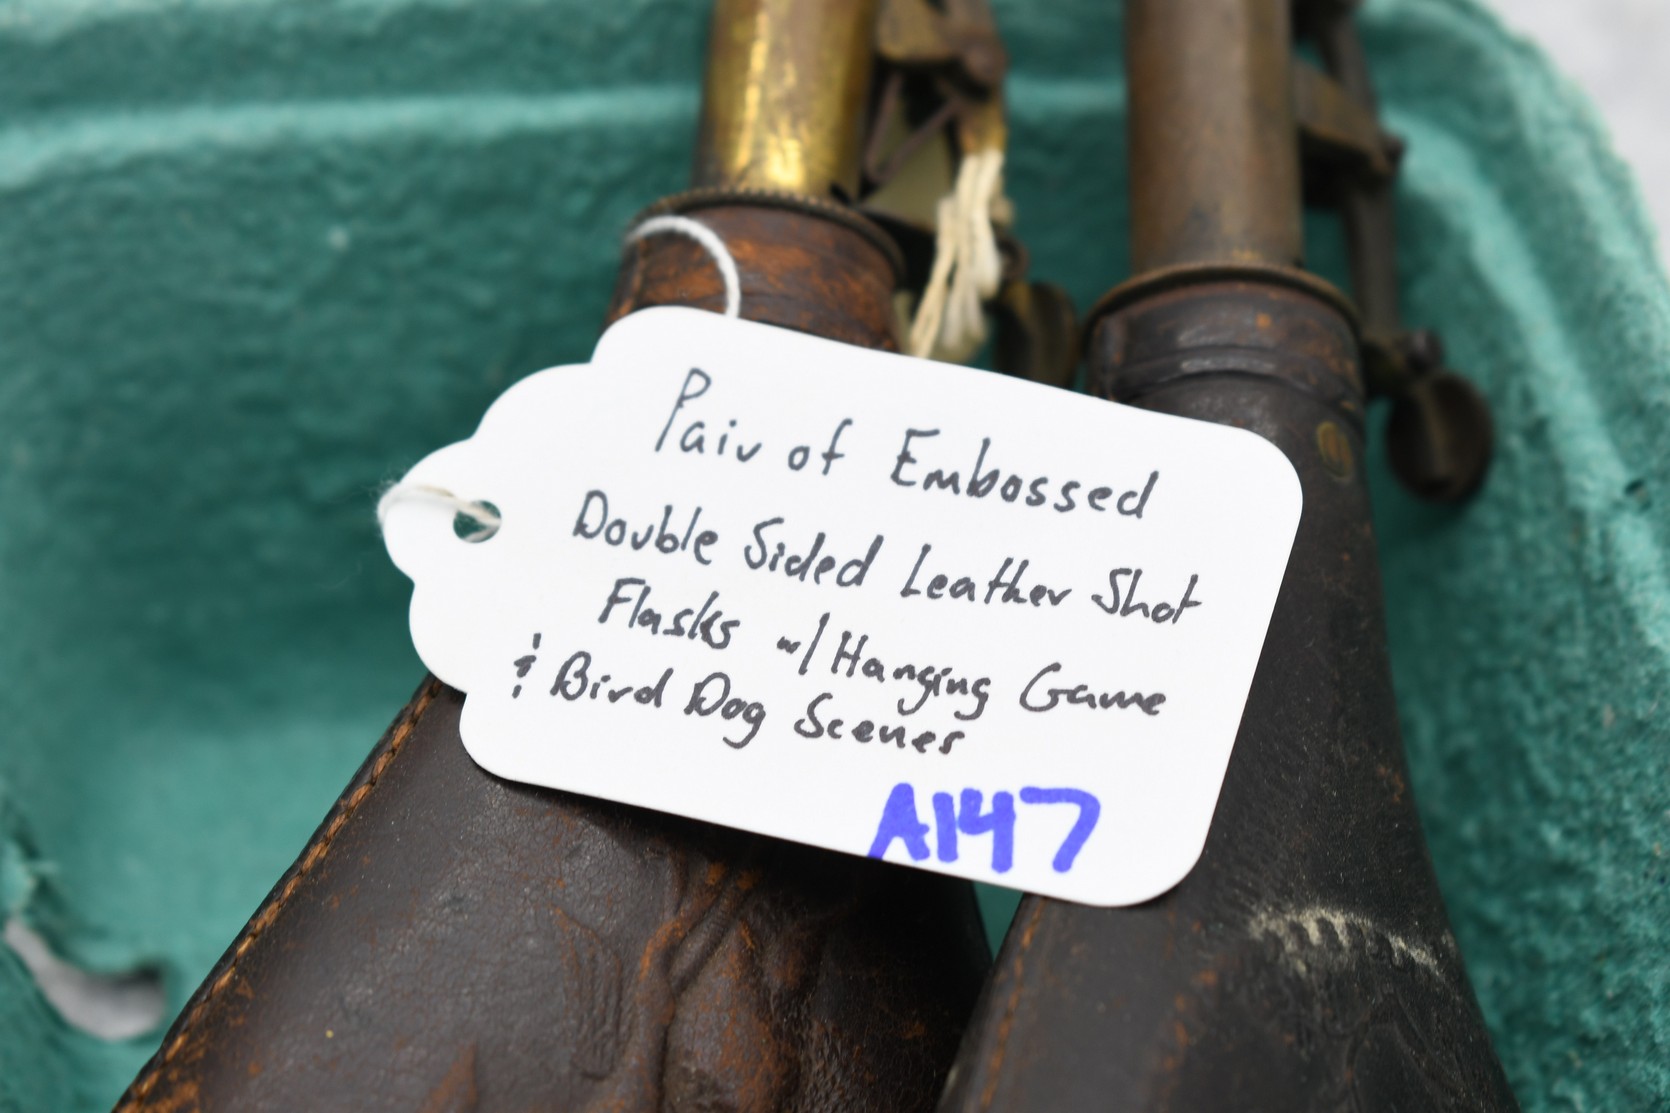 Pair of Embossed
Double Sided Leather Shot
Flasks w/ Hanging Game
& Bird Dog Scenes
A147